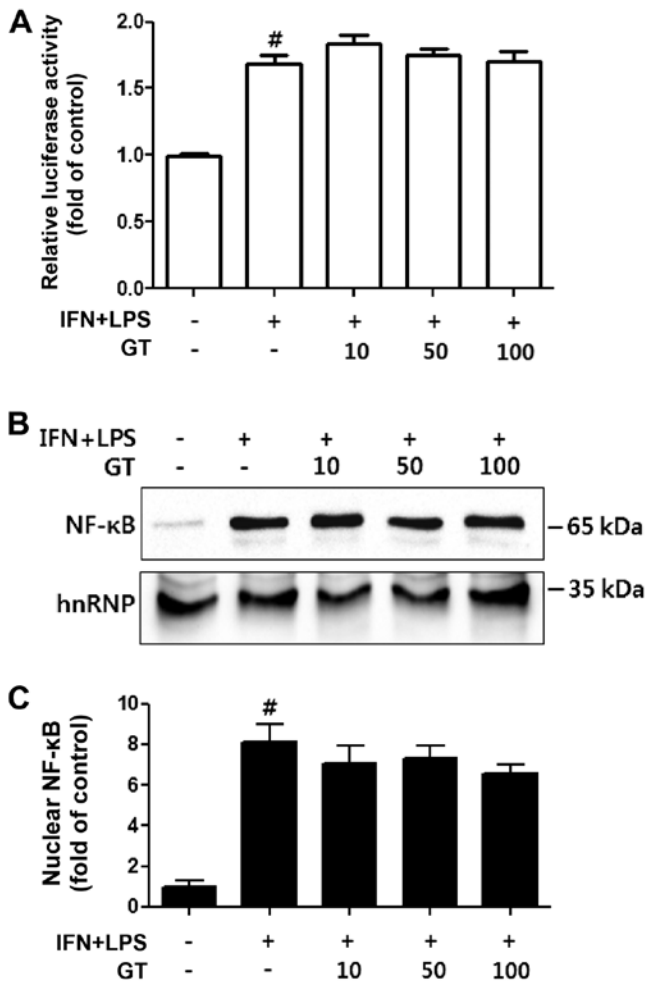 A
Relative luciferase activity
(fold of control)
2.0
1.5
1.0
0.5
0.0
#
IFN+LPS - + + + +
GT - - 10 50 100
B
IFN+LPS - + + + +
GT - - 10 50 100
NF-κB
65 kDa
hnRNP
35 kDa
C
Nuclear NF-κB
(fold of control)
10
8
6
4
2
0
#
IFN+LPS - + + + +
GT - - 10 50 100